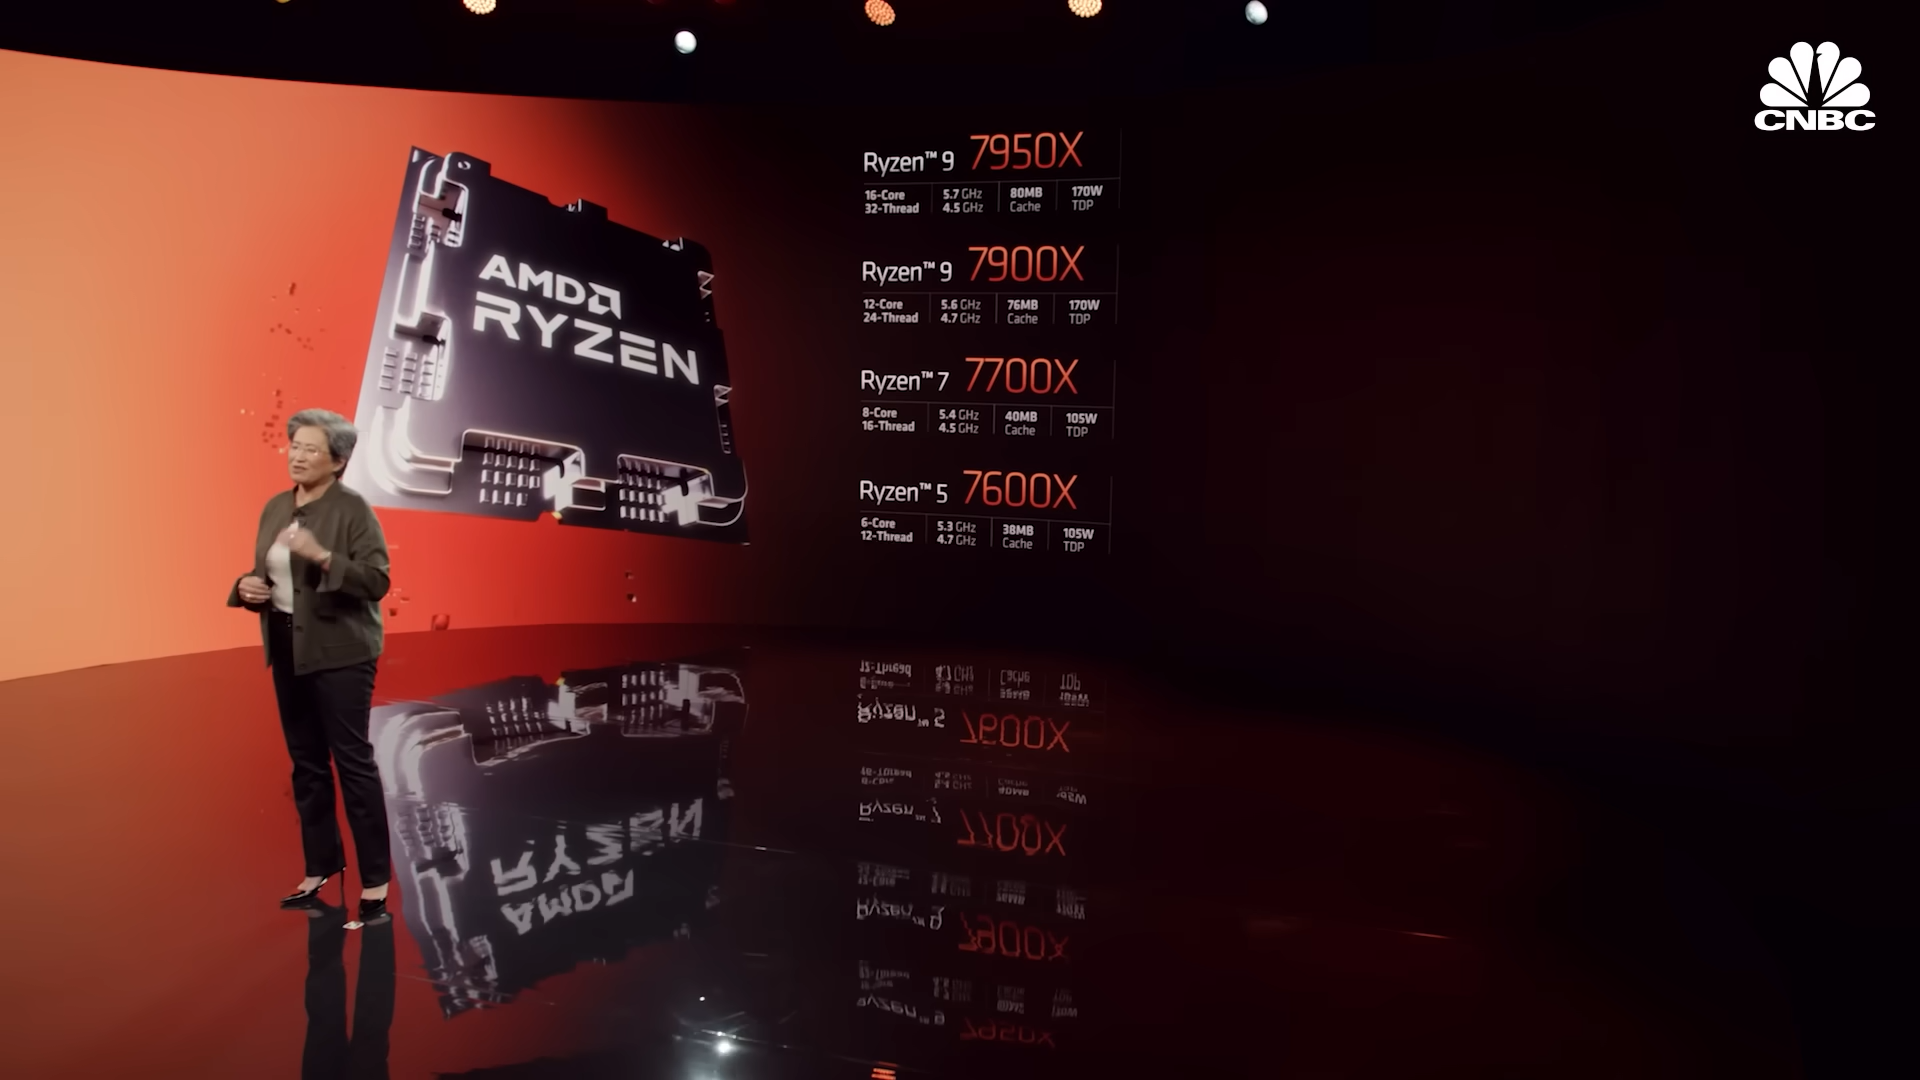 CNBC
AMD
RYZEN
Ryzen™ 9 7950X
16-Core 5.7 GHz 80MB 170W
32-Thread 4.5 GHz Cache TDP
Ryzen™ 9 7900X
12-Core 5.6 GHz 76MB 170W
24-Thread 4.7 GHz Cache TDP
Ryzen™ 7 7700X
8-Core 5.4 GHz 40MB 105W
16-Thread 4.5 GHz Cache TDP
Ryzen™ 5 7600X
6-Core 5.3 GHz 38MB 105W
12-Thread 4.7 GHz Cache TDP